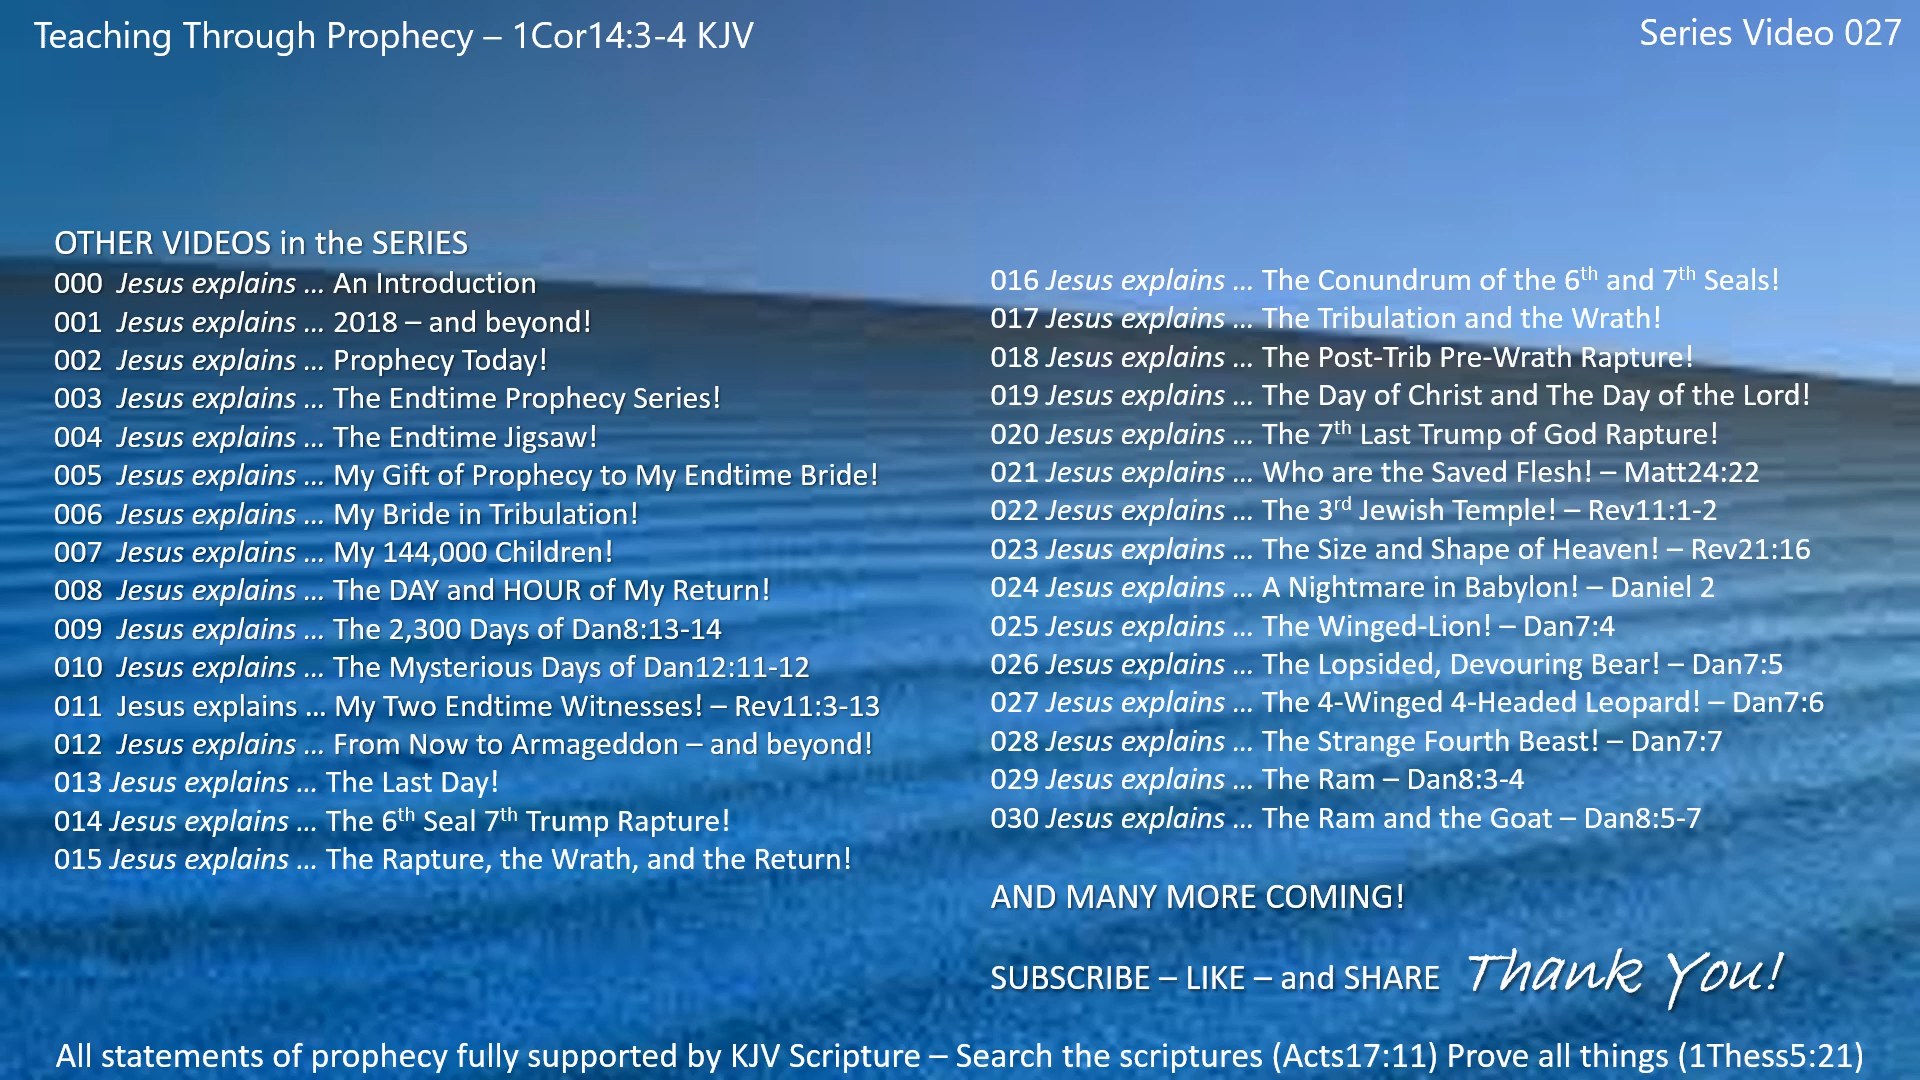 Teaching Through Prophecy – 1Cor14:3-4 KJV
Series Video 027
OTHER VIDEOS in the SERIES
000 Jesus explains ... An Introduction
001 Jesus explains ... 2018 – and beyond!
002 Jesus explains ... Prophecy Today!
003 Jesus explains ... The Endtime Prophecy Series!
004 Jesus explains ... The Endtime Jigsaw!
005 Jesus explains ... My Gift of Prophecy to My Endtime Bride!
006 Jesus explains ... My Bride in Tribulation!
007 Jesus explains ... My 144,000 Children!
008 Jesus explains ... The DAY and HOUR of My Return!
009 Jesus explains ... The 2,300 Days of Dan8:13-14
010 Jesus explains ... The Mysterious Days of Dan12:11-12
011 Jesus explains ... My Two Endtime Witnesses! – Rev11:3-13
012 Jesus explains ... From Now to Armageddon – and beyond!
013 Jesus explains ... The Last Day!
014 Jesus explains ... The 6th Seal 7th Trump Rapture!
015 Jesus explains ... The Rapture, the Wrath, and the Return!
016 Jesus explains ... The Conundrum of the 6th and 7th Seals!
017 Jesus explains ... The Tribulation and the Wrath!
018 Jesus explains ... The Post-Trib Pre-Wrath Rapture!
019 Jesus explains ... The Day of Christ and The Day of the Lord!
020 Jesus explains ... The 7th Last Trump of God Rapture!
021 Jesus explains ... Who are the Saved Flesh! – Matt24:22
022 Jesus explains ... The 3rd Jewish Temple! – Rev11:1-2
023 Jesus explains ... The Size and Shape of Heaven! – Rev21:16
024 Jesus explains ... A Nightmare in Babylon! – Daniel 2
025 Jesus explains ... The Winged-Lion! – Dan7:4
026 Jesus explains ... The Lopsided, Devouring Bear! – Dan7:5
027 Jesus explains ... The 4-Winged 4-Headed Leopard! – Dan7:6
028 Jesus explains ... The Strange Fourth Beast! – Dan7:7
029 Jesus explains ... The Ram – Dan8:3-4
030 Jesus explains ... The Ram and the Goat – Dan8:5-7
AND MANY MORE COMING!
SUBSCRIBE – LIKE – and SHARE Thank You!
All statements of prophecy fully supported by KJV Scripture – Search the scriptures (Acts17:11) Prove all things (1Thess5:21)